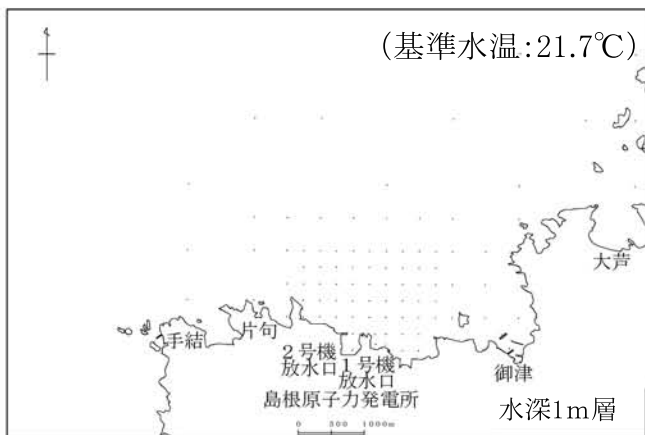 (基準水温:21.7℃)
大芦
手結
片句
2号機
放水口
1号機
放水口
御津
島根原子力発電所
水深1m層
0 500 1000m